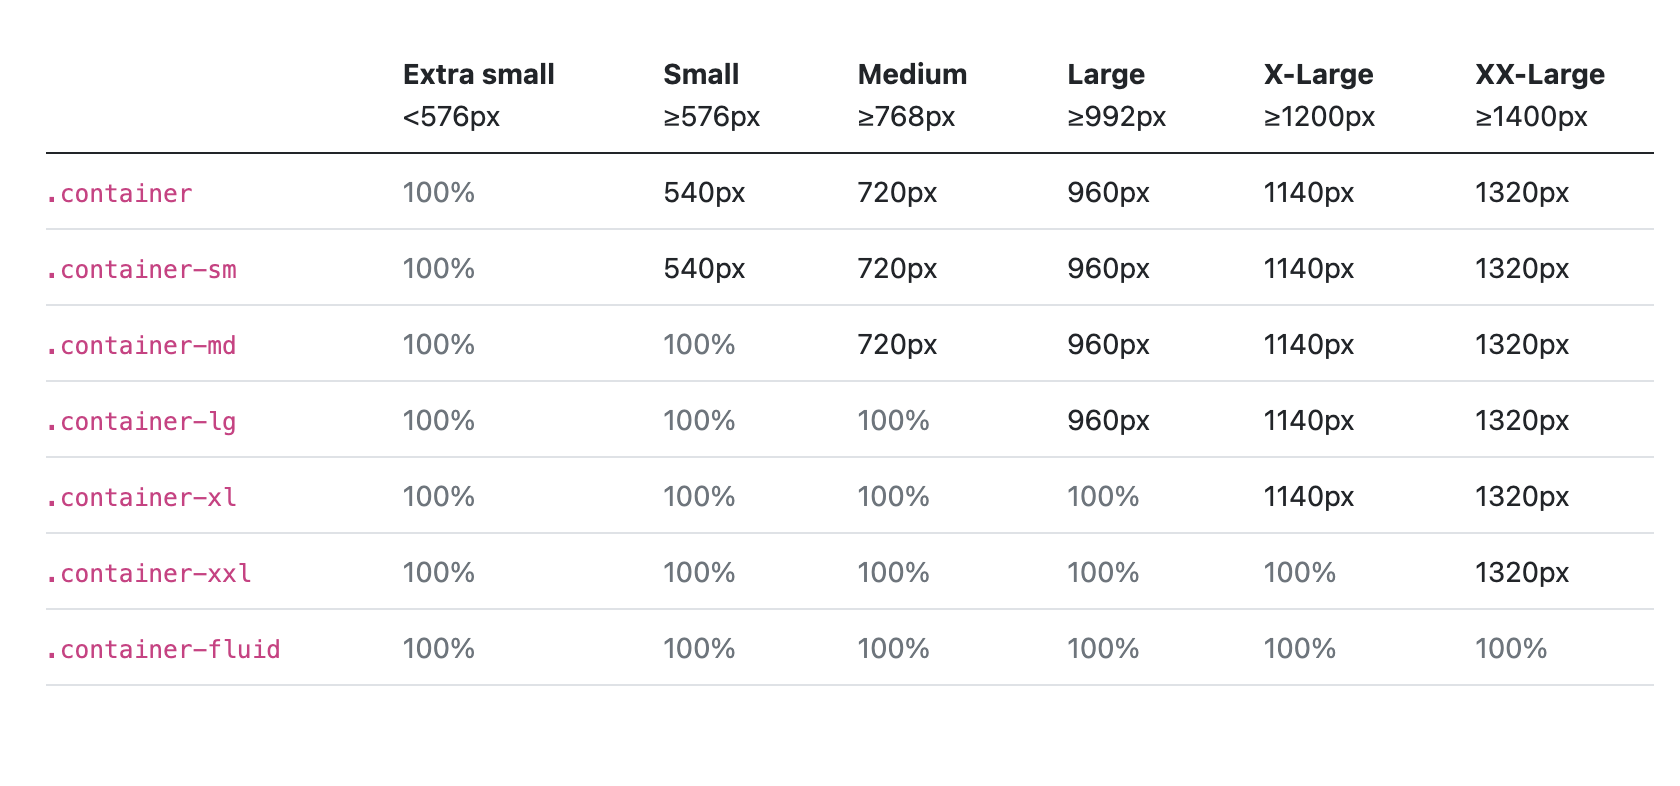 Extra small Small Medium Large X-Large XX-Large
<576px ≥576px ≥768px ≥992px ≥1200px ≥1400px
.container 100% 540px 720px 960px 1140px 1320px
.container-sm 100% 540px 720px 960px 1140px 1320px
.container-md 100% 100% 720px 960px 1140px 1320px
.container-lg 100% 100% 100% 960px 1140px 1320px
.container-xl 100% 100% 100% 100% 1140px 1320px
.container-xxl 100% 100% 100% 100% 100% 1320px
.container-fluid 100% 100% 100% 100% 100% 100%